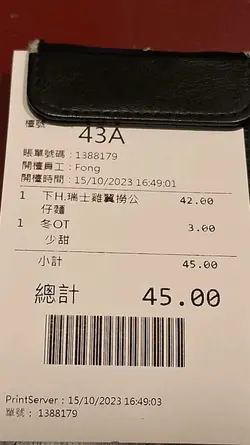 檯號
43A
賬單號碼：1388179
開檯員工：Fong
開檯時間：15/10/2023 16:49:01
1 下H.瑞士雞翼撈公仔麵 42.00
1 冬OT 3.00
少甜
小計 45.00
總計 45.00
PrintServer：15/10/2023 16:49:03
單號： 1388179